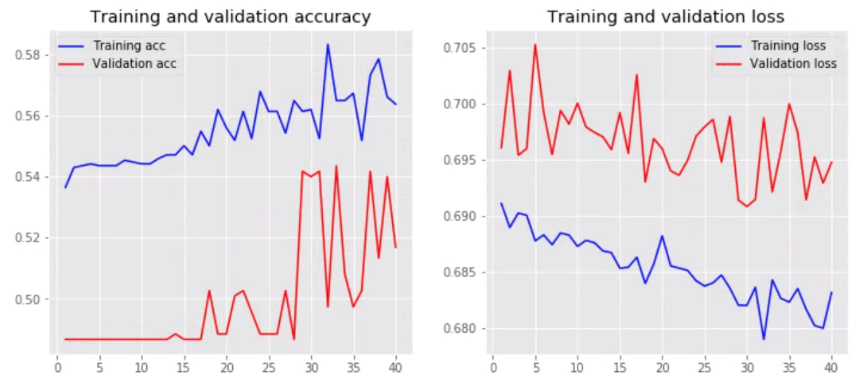 Training and validation accuracy
Training acc
Validation acc
0.58
0.56
0.54
0.52
0.50
0 5 10 15 20 25 30 35 40
Training and validation loss
Training loss
Validation loss
0.705
0.700
0.695
0.690
0.685
0.680
0 5 10 15 20 25 30 35 40